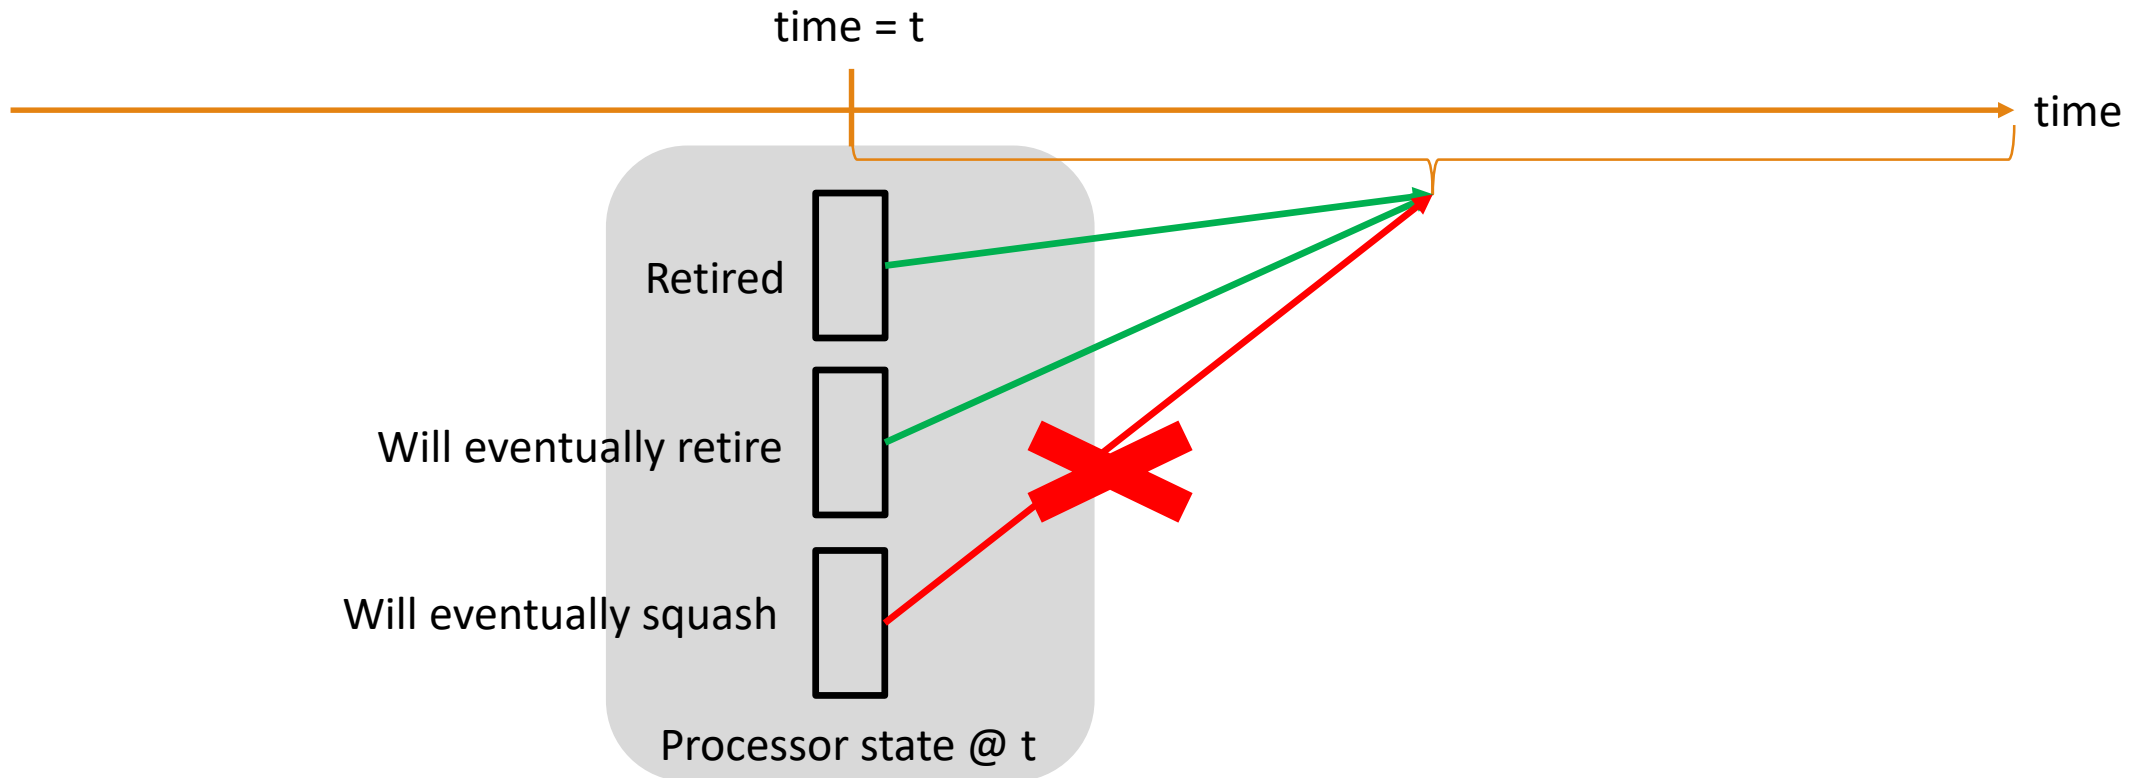 time = t
time
Retired
Will eventually retire
Will eventually squash
Processor state @ t